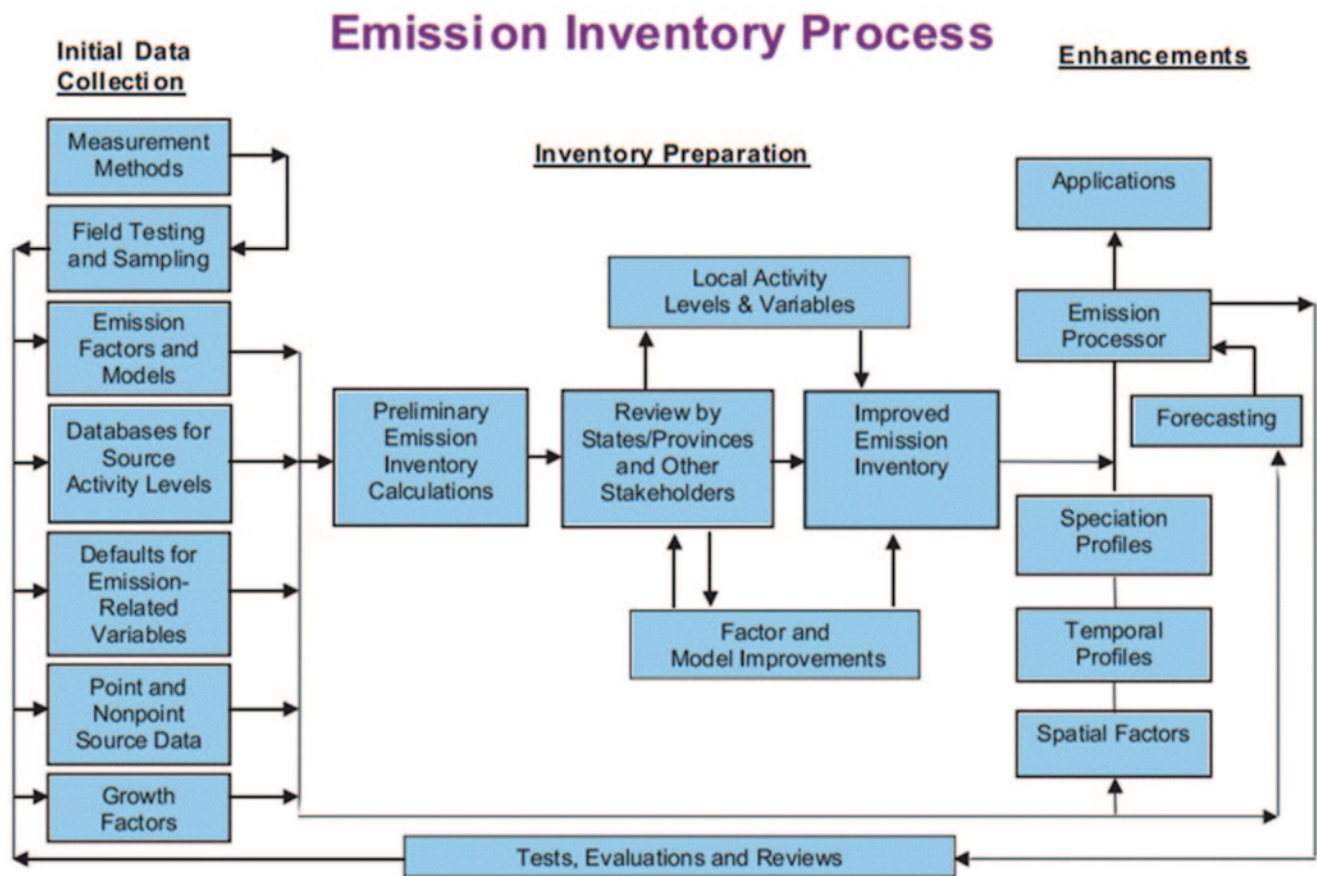 Emission Inventory Process
Initial Data
Collection
Measurement
Methods
Field Testing
and Sampling
Emission
Factors and
Models
Databases for
Source
Activity Levels
Defaults for
Emission-
Related
Variables
Point and
Nonpoint
Source Data
Growth
Factors
Inventory Preparation
Local Activity
Levels & Variables
Preliminary
Emission
Inventory
Calculations
Review by
States/Provinces
and Other
Stakeholders
Improved
Emission
Inventory
Factor and
Model Improvements
Enhancements
Applications
Emission
Processor
Forecasting
Speciation
Profiles
Temporal
Profiles
Spatial Factors
Tests, Evaluations and Reviews